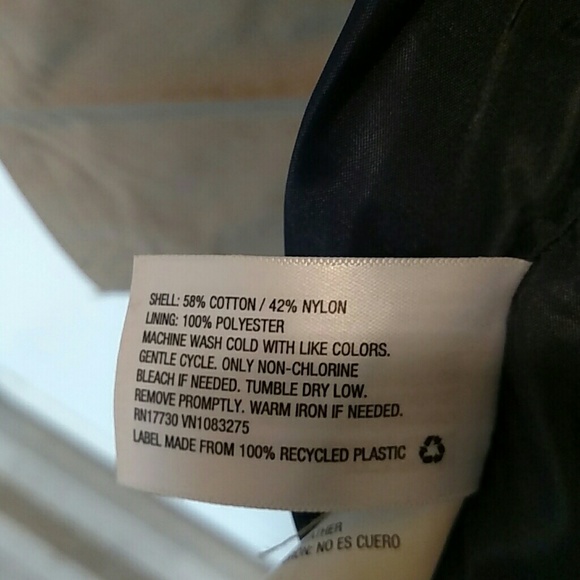 SHELL: 58% COTTON / 42% NYLON
LINING: 100% POLYESTER
MACHINE WASH COLD WITH LIKE COLORS.
GENTLE CYCLE. ONLY NON-CHLORINE
BLEACH IF NEEDED. TUMBLE DRY LOW.
REMOVE PROMPTLY. WARM IRON IF NEEDED.
RN17730 VN1083275
LABEL MADE FROM 100% RECYCLED PLASTIC
NO ES CUERO